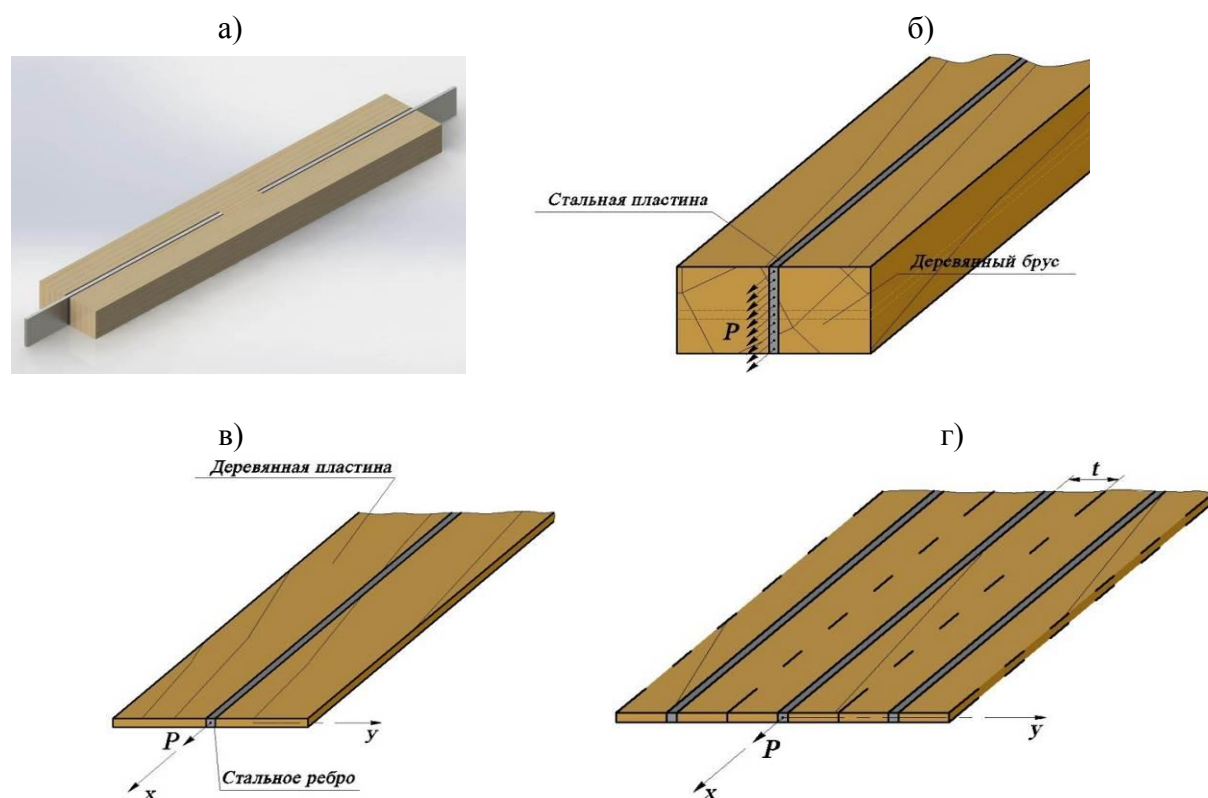 а)
б)
Стальная пластина
Деревянный брус
P
в)
г)
Деревянная пластина
t
P
y
x
Стальное ребро
P
y
x